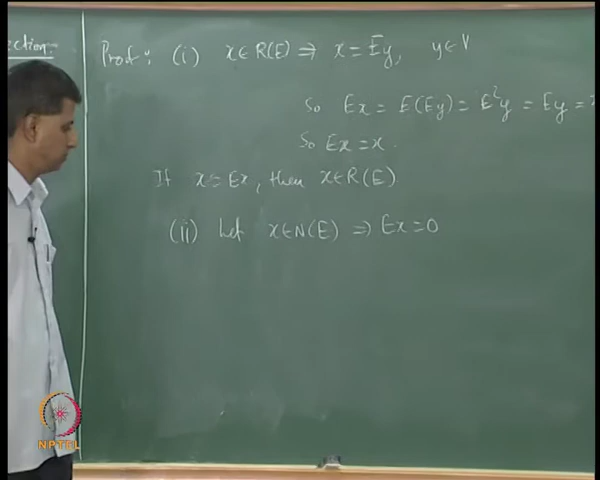 ection:
Proof: (i) x∈R(E) ⇒ x = Ey, y∈V
So Ex = E(Ey) = E²y = Ey = x
So Ex = x.
If x = Ex, then x∈R(E)
(ii) Let x∈N(E) ⇒ Ex = 0
NPTEL